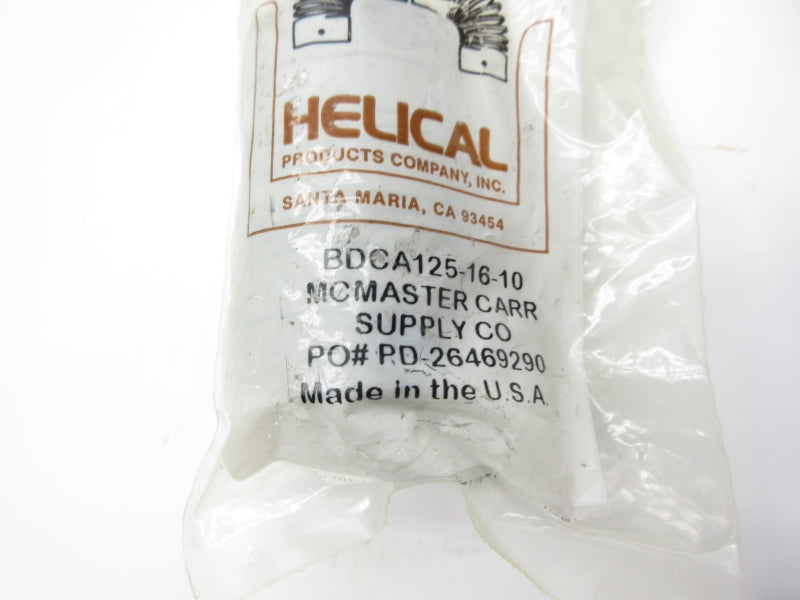 HELICAL
PRODUCTS COMPANY, INC.
SANTA MARIA, CA 93454
BDCA125-16-10
MCMASTER CARR
SUPPLY CO
PO# PD-26469290
Made in the U.S.A.